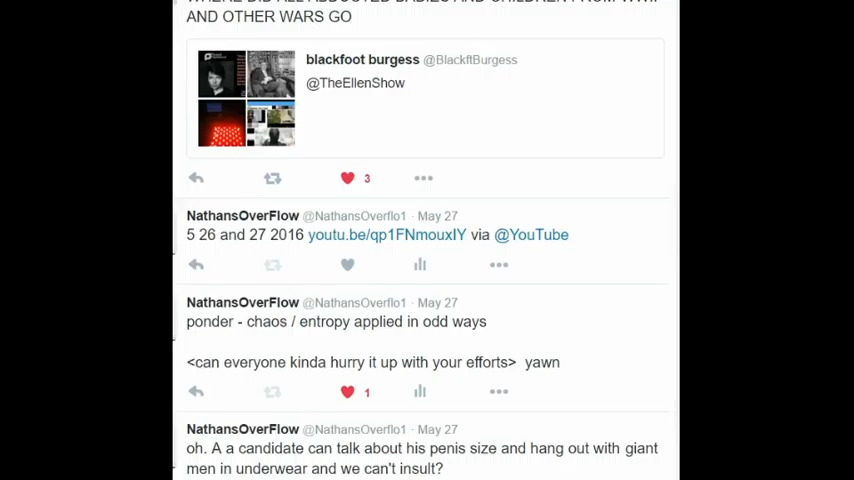 AND OTHER WARS GO
blackfoot burgess @BlackftBurgess
@TheEllenShow
3
NathansOverFlow @NathansOverflo1 · May 27
5 26 and 27 2016 youtu.be/qp1FNmouxIY via @YouTube
NathansOverFlow @NathansOverflo1 · May 27
ponder - chaos / entropy applied in odd ways
<can everyone kinda hurry it up with your efforts> yawn
1
NathansOverFlow @NathansOverflo1 · May 27
oh. A a candidate can talk about his penis size and hang out with giant
men in underwear and we can't insult?